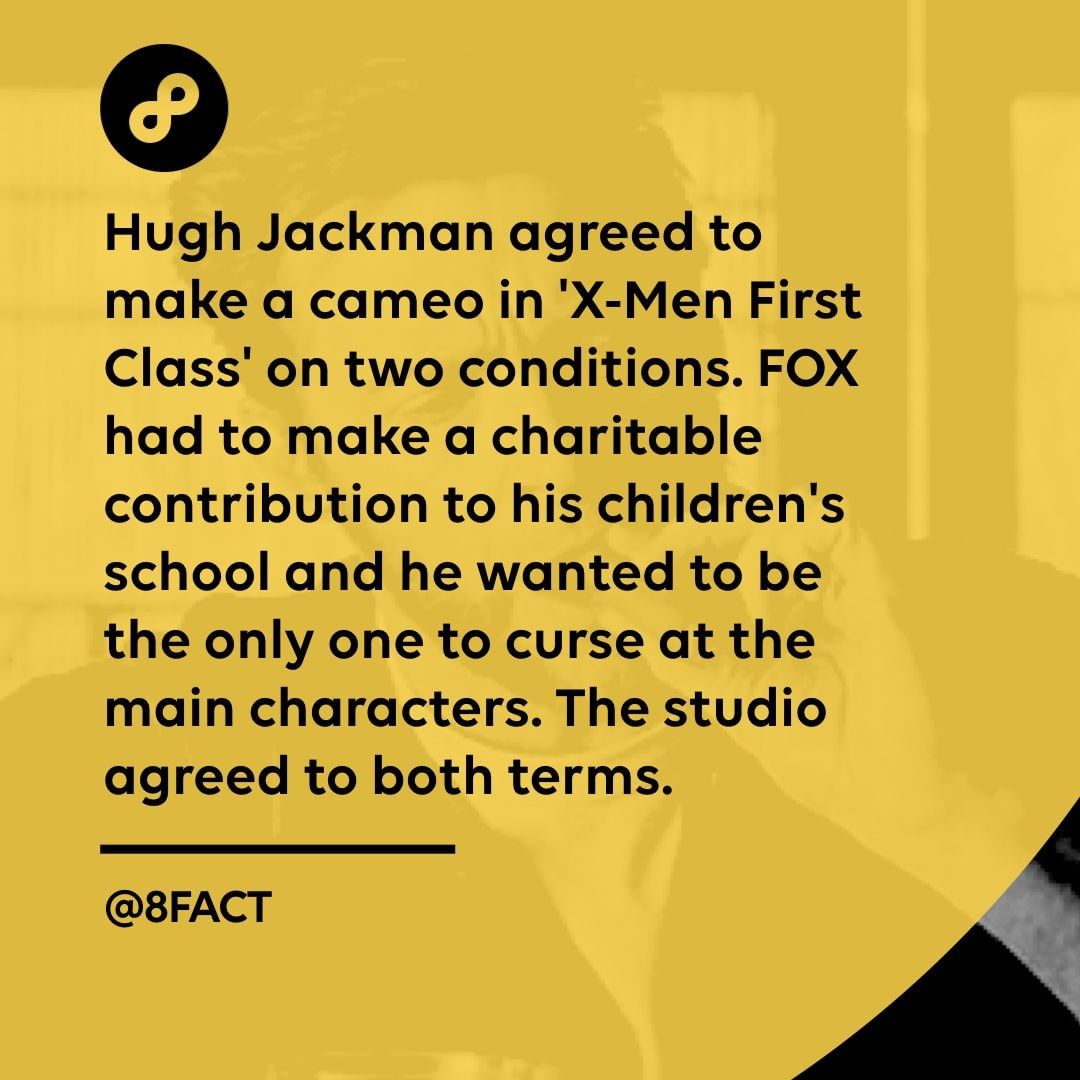 Hugh Jackman agreed to
make a cameo in 'X-Men First
Class' on two conditions. FOX
had to make a charitable
contribution to his children's
school and he wanted to be
the only one to curse at the
main characters. The studio
agreed to both terms.
@8FACT